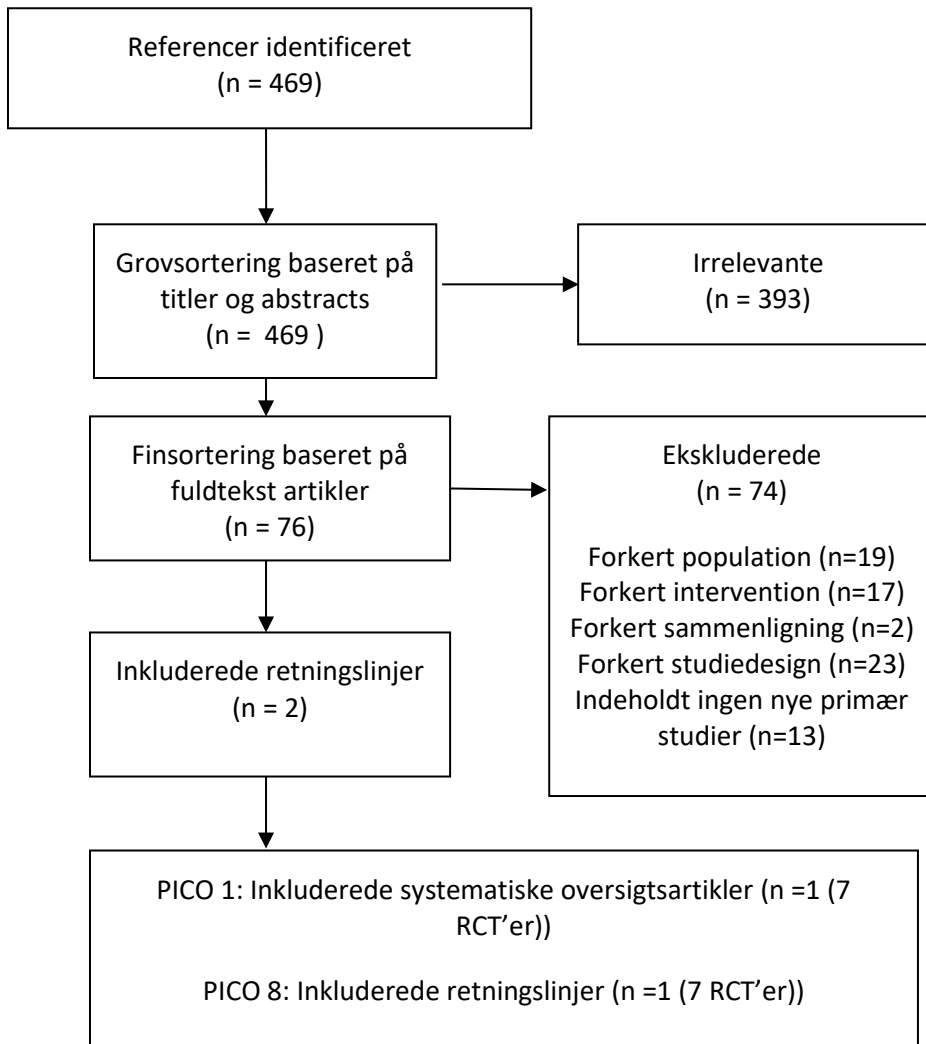 Referencer identificeret
(n = 469)
Grovsortering baseret på
titler og abstracts
(n =  469 )
Irrelevante
(n = 393)
Finsortering baseret på
fuldtekst artikler
(n = 76)
Ekskluderede
(n = 74)
Forkert population (n=19)
Forkert intervention (n=17)
Forkert sammenligning (n=2)
Forkert studiedesign (n=23)
Indeholdt ingen nye primær
studier (n=13)
Inkluderede retningslinjer
(n = 2)
PICO 1: Inkluderede systematiske oversigtsartikler (n =1 (7
RCT’er))
PICO 8: Inkluderede retningslinjer (n =1 (7 RCT’er))